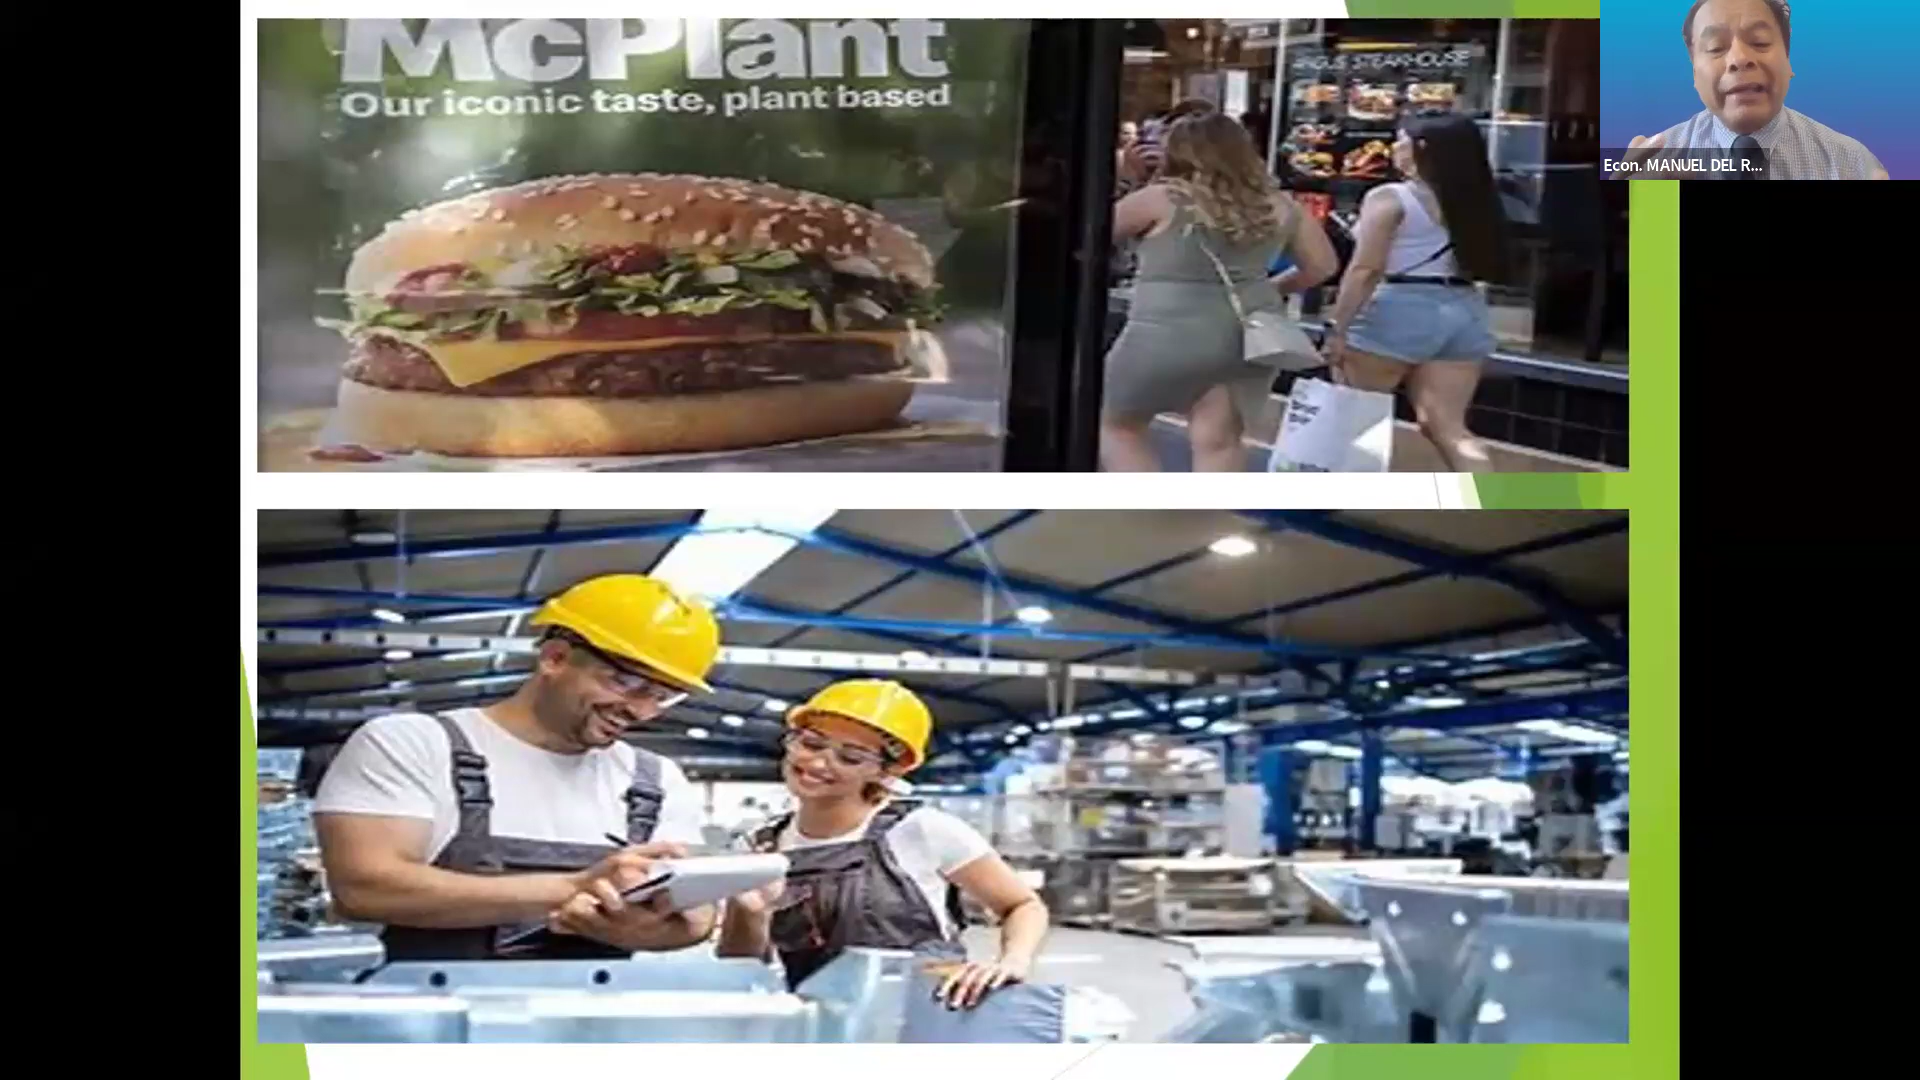 McPlant
Our iconic taste, plant based
ANGUS STEAKHOUSE
Econ. MANUEL DEL R...